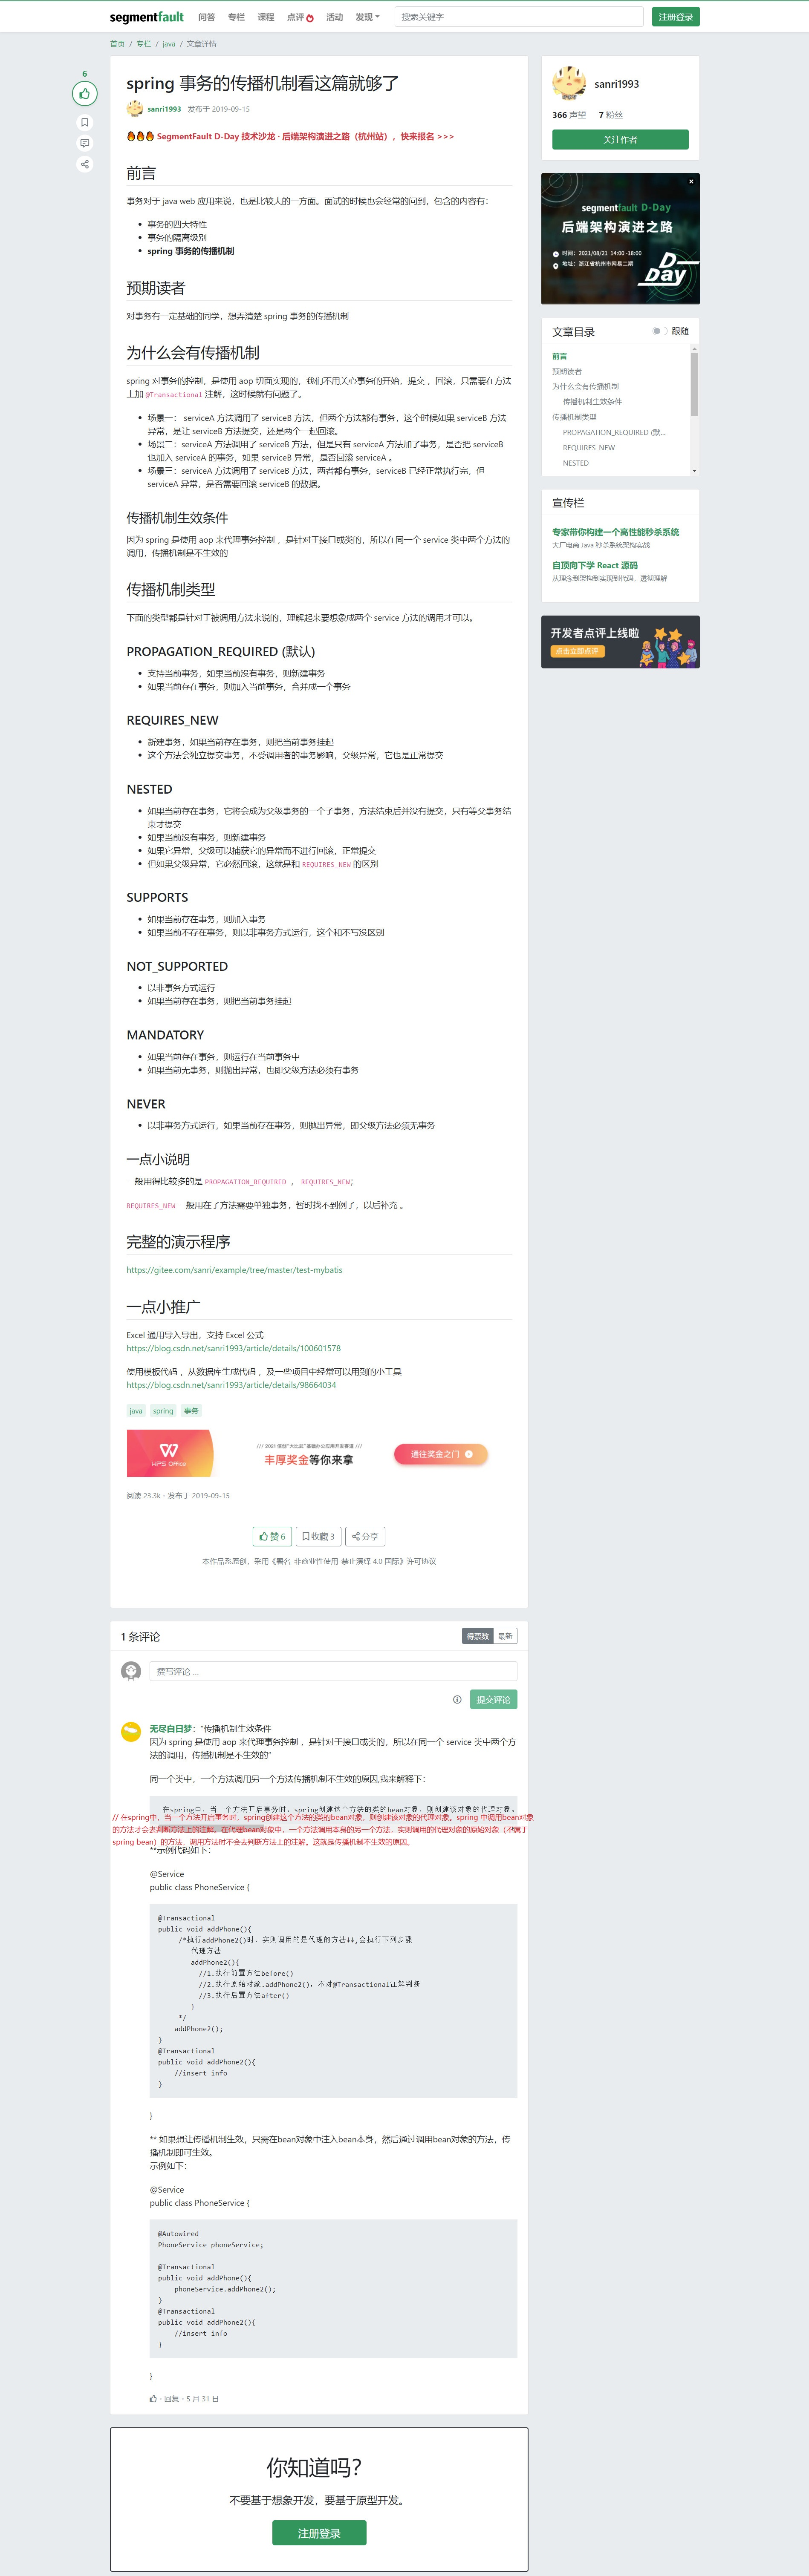 segmentfault 问答 专栏 课程 点评 活动 发现 搜索关键字 注册登录
首页 / 专栏 / java / 文章详情
6
spring 事务的传播机制看这篇就够了
sanri1993 发布于 2019-09-15
SegmentFault D-Day 技术沙龙 · 后端架构演进之路（杭州站），快来报名 >>>
前言
事务对于 java web 应用来说，也是比较大的一方面。面试的时候也会经常的问到，包含的内容有：
事务的四大特性
事务的隔离级别
spring 事务的传播机制
预期读者
对事务有一定基础的同学，想弄清楚 spring 事务的传播机制
为什么会有传播机制
spring 对事务的控制，是使用 aop 切面实现的，我们不用关心事务的开始，提交 ，回滚，只需要在方法
上加 @Transactional 注解，这时候就有问题了。
场景一： serviceA 方法调用了 serviceB 方法，但两个方法都有事务，这个时候如果 serviceB 方法
异常，是让 serviceB 方法提交，还是两个一起回滚。
场景二：serviceA 方法调用了 serviceB 方法，但是只有 serviceA 方法加了事务，是否把 serviceB
也加入 serviceA 的事务，如果 serviceB 异常，是否回滚 serviceA 。
场景三：serviceA 方法调用了 serviceB 方法，两者都有事务，serviceB 已经正常执行完，但
serviceA 异常，是否需要回滚 serviceB 的数据。
传播机制生效条件
因为 spring 是使用 aop 来代理事务控制 ，是针对于接口或类的，所以在同一个 service 类中两个方法的
调用，传播机制是不生效的
传播机制类型
下面的类型都是针对于被调用方法来说的，理解起来要想象成两个 service 方法的调用才可以。
PROPAGATION_REQUIRED (默认)
支持当前事务，如果当前没有事务，则新建事务
如果当前存在事务，则加入当前事务，合并成一个事务
REQUIRES_NEW
新建事务，如果当前存在事务，则把当前事务挂起
这个方法会独立提交事务，不受调用者的事务影响，父级异常，它也是正常提交
NESTED
如果当前存在事务，它将会成为父级事务的一个子事务，方法结束后并没有提交，只有等父事务结
束才提交
如果当前没有事务，则新建事务
如果它异常，父级可以捕获它的异常而不进行回滚，正常提交
但如果父级异常，它必然回滚，这就是和 REQUIRES_NEW 的区别
SUPPORTS
如果当前存在事务，则加入事务
如果当前不存在事务，则以非事务方式运行，这个和不写没区别
NOT_SUPPORTED
以非事务方式运行
如果当前存在事务，则把当前事务挂起
MANDATORY
如果当前存在事务，则运行在当前事务中
如果当前无事务，则抛出异常，也即父级方法必须有事务
NEVER
以非事务方式运行，如果当前存在事务，则抛出异常，即父级方法必须无事务
一点小说明
一般用得比较多的是 PROPAGATION_REQUIRED ， REQUIRES_NEW；
REQUIRES_NEW 一般用在子方法需要单独事务，暂时找不到例子，以后补充 。
完整的演示程序
https://gitee.com/sanri/example/tree/master/test-mybatis
一点小推广
Excel 通用导入导出，支持 Excel 公式
https://blog.csdn.net/sanri1993/article/details/100601578
使用模板代码 ，从数据库生成代码 ，及一些项目中经常可以用到的小工具
https://blog.csdn.net/sanri1993/article/details/98664034
java spring 事务
WPS Office
/// 2021 信创“大比武”基础办公应用开发赛道 ///
丰厚奖金等你来拿
通往奖金之门
阅读 23.3k · 发布于 2019-09-15
赞 6 收藏 3 分享
本作品系原创，采用《署名-非商业性使用-禁止演绎 4.0 国际》许可协议
sanri1993
366 声望 7 粉丝
关注作者
segmentfault D-Day
后端架构演进之路
时间：2021/08/21 14:00 -18:00
地址：浙江省杭州市网易二期
D-Day
文章目录 跟随
前言
预期读者
为什么会有传播机制
传播机制生效条件
传播机制类型
PROPAGATION_REQUIRED (默...
REQUIRES_NEW
NESTED
宣传栏
专家带你构建一个高性能秒杀系统
大厂电商 Java 秒杀系统架构实战
自顶向下学 React 源码
从理念到架构到实现到代码，透彻理解
开发者点评上线啦
点击立即点评
1 条评论 得票数 最新
撰写评论 ...
提交评论
无尽白日梦："传播机制生效条件
因为 spring 是使用 aop 来代理事务控制 ，是针对于接口或类的，所以在同一个 service 类中两个方
法的调用，传播机制是不生效的"
同一个类中，一个方法调用另一个方法传播机制不生效的原因,我来解释下：
在spring中，当一个方法开启事务时，spring创建这个方法的类的bean对象，则创建该对象的代理对象。
// 在spring中，当一个方法开启事务时，spring创建这个方法的类的bean对象，则创建该对象的代理对象。spring 中调用bean对象
的方法才会去判断方法上的注解。在代理bean对象中，一个方法调用本身的另一个方法，实则调用的代理对象的原始对象（不属于
spring bean）的方法，调用方法时不会去判断方法上的注解。这就是传播机制不生效的原因。
**示例代码如下：
@Service
public class PhoneService {
@Transactional
public void addPhone(){
/*执行addPhone2()时，实则调用的是代理的方法↓↓,会执行下列步骤
代理方法
addPhone2(){
//1.执行前置方法before()
//2.执行原始对象.addPhone2()，不对@Transactional注解判断
//3.执行后置方法after()
}
*/
addPhone2();
}
@Transactional
public void addPhone2(){
//insert info
}
}
** 如果想让传播机制生效，只需在bean对象中注入bean本身，然后通过调用bean对象的方法，传
播机制即可生效。
示例如下：
@Service
public class PhoneService {
@Autowired
PhoneService phoneService;
@Transactional
public void addPhone(){
phoneService.addPhone2();
}
@Transactional
public void addPhone2(){
//insert info
}
}
· 回复 · 5 月 31 日
你知道吗？
不要基于想象开发，要基于原型开发。
注册登录